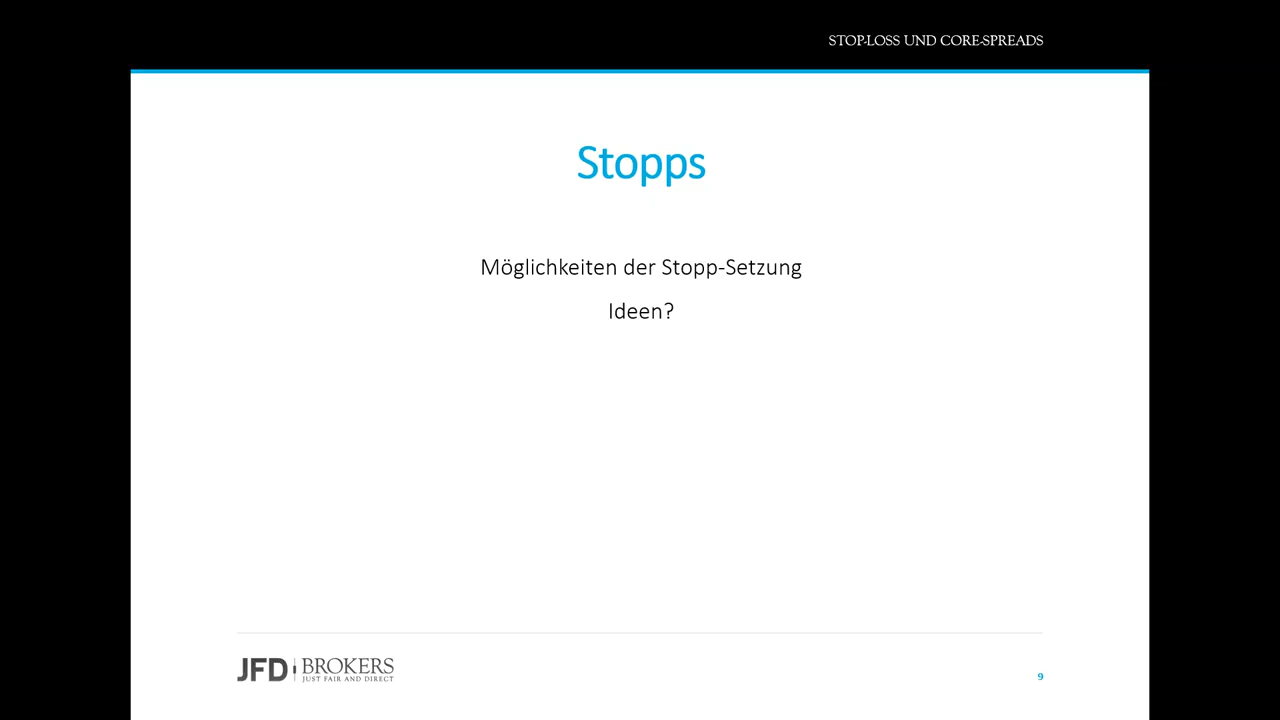 STOP-LOSS UND CORE-SPREADS
Stopps
Möglichkeiten der Stopp-Setzung
Ideen?
JFD BROKERS
JUST FAIR AND DIRECT
9